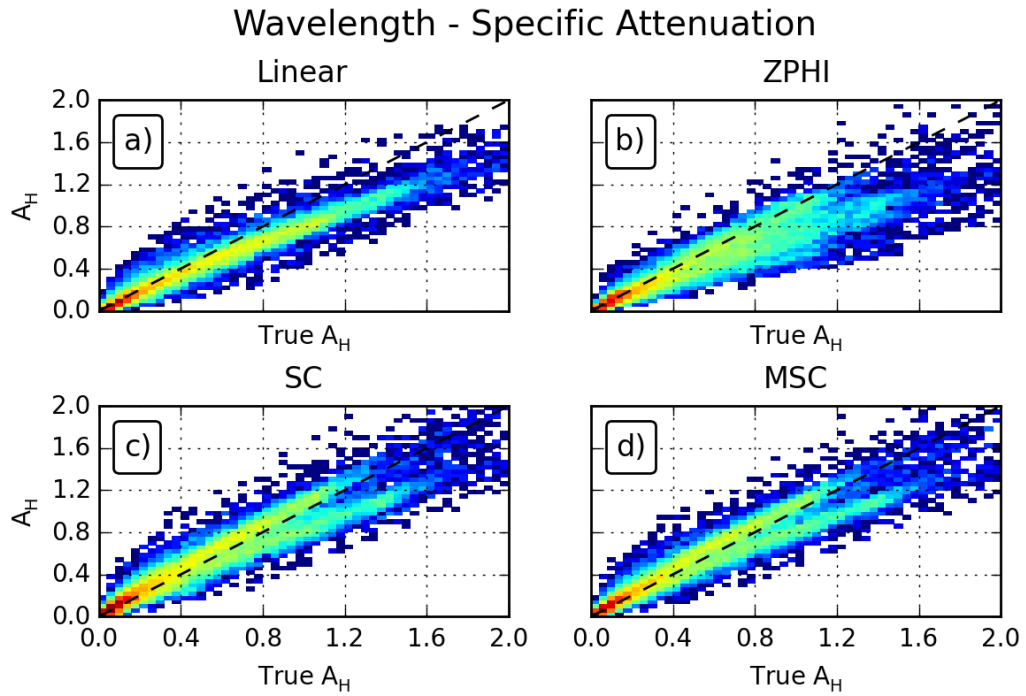 Wavelength - Specific Attenuation
Linear
ZPHI
2.0
1.6
1.2
0.8
0.4
0.0
A_H
a)
b)
True A_H
True A_H
SC
MSC
2.0
1.6
1.2
0.8
0.4
0.0
A_H
c)
d)
0.0 0.4 0.8 1.2 1.6 2.0
0.0 0.4 0.8 1.2 1.6 2.0
True A_H
True A_H